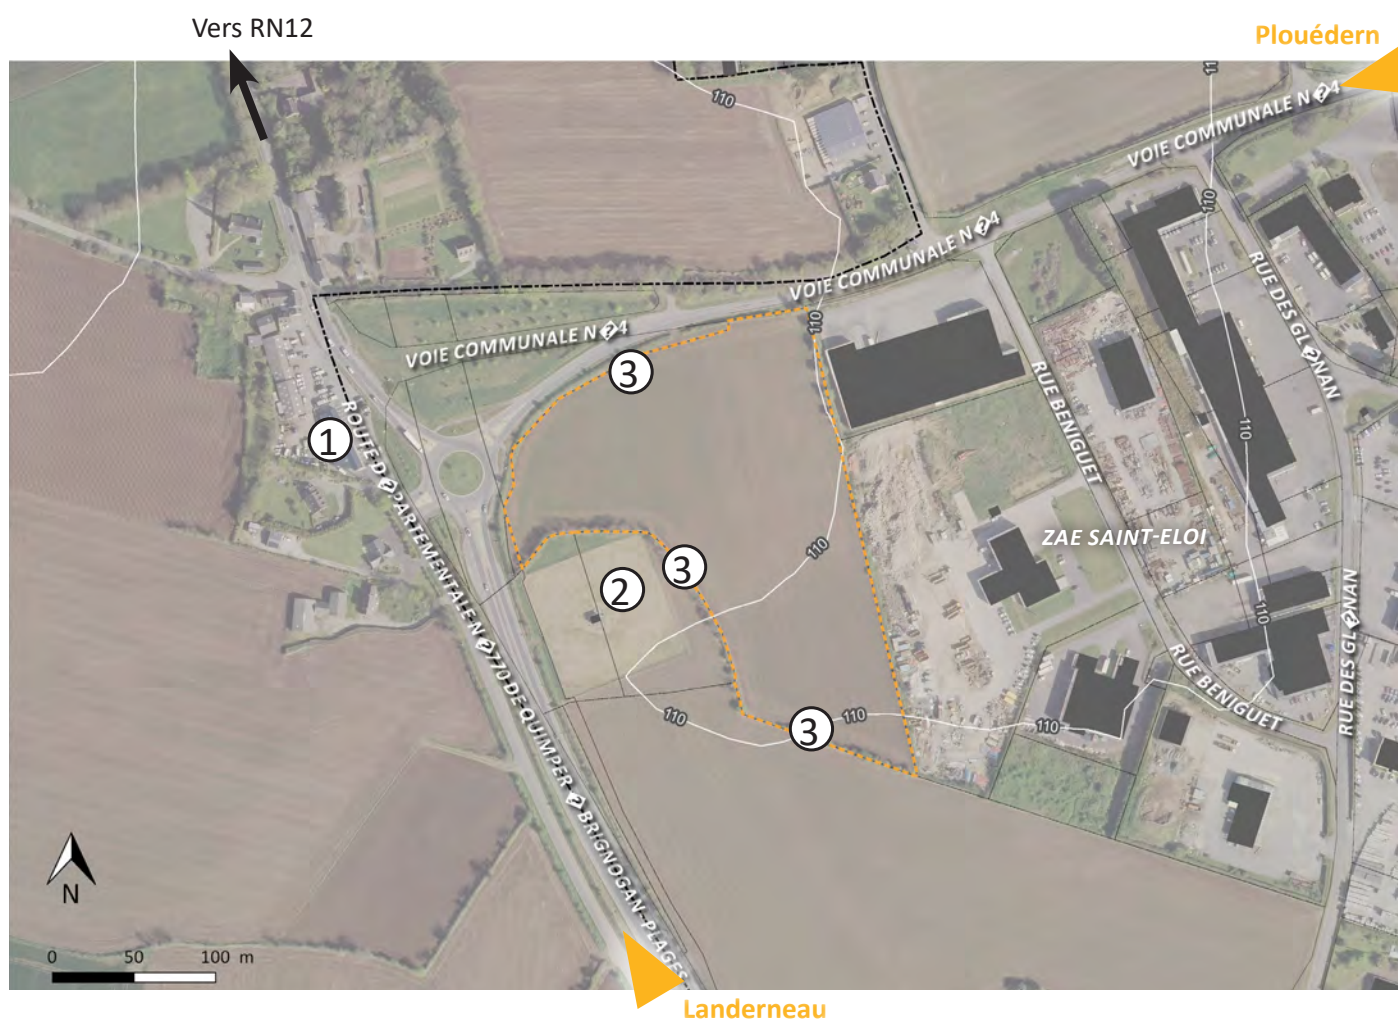 Vers RN12
Plouédern
110
11
VOIE COMMUNALE N �4
110
VOIE COMMUNALE N �4
VOIE COMMUNALE N �4
110
RUE DES GL�NAN
3
1
ROUTE D�PARTEMENTALE N �770 DE QUIMPER � BRIGNOGAN-PLAGES
RUE BENIGUET
110
ZAE SAINT-ELOI
110
3
2
110
RUE DES GL�NAN
RUE BENIGUET
110
3
110
110
N
0 50 100 m
Landerneau